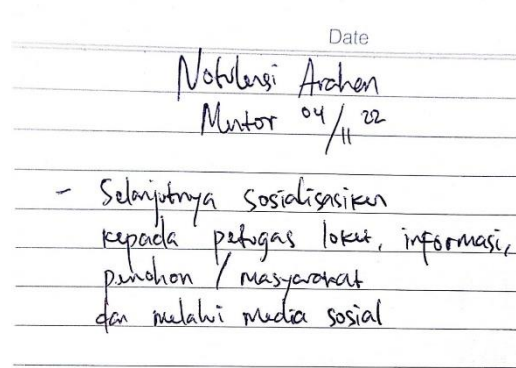 Date
Notulensi Arahan
Mentor 04/11 22
- Selanjutnya sosialisasikan
kepada petugas loket, informasi,
pemohon / masyarakat
dan melalui media sosial